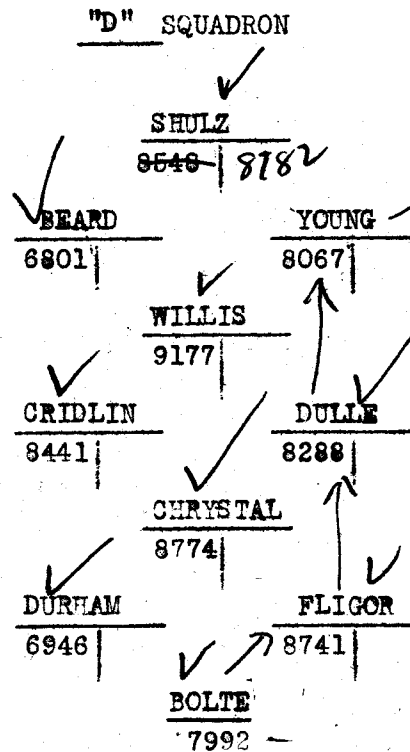 "D" SQUADRON
SHULZ
8548 8182
BEARD YOUNG
6801 8067
WILLIS
9177
CRIDLIN DULLE
8441 8288
CHRYSTAL
8774
DURHAM FLIGOR
6946 8741
BOLTE
7992